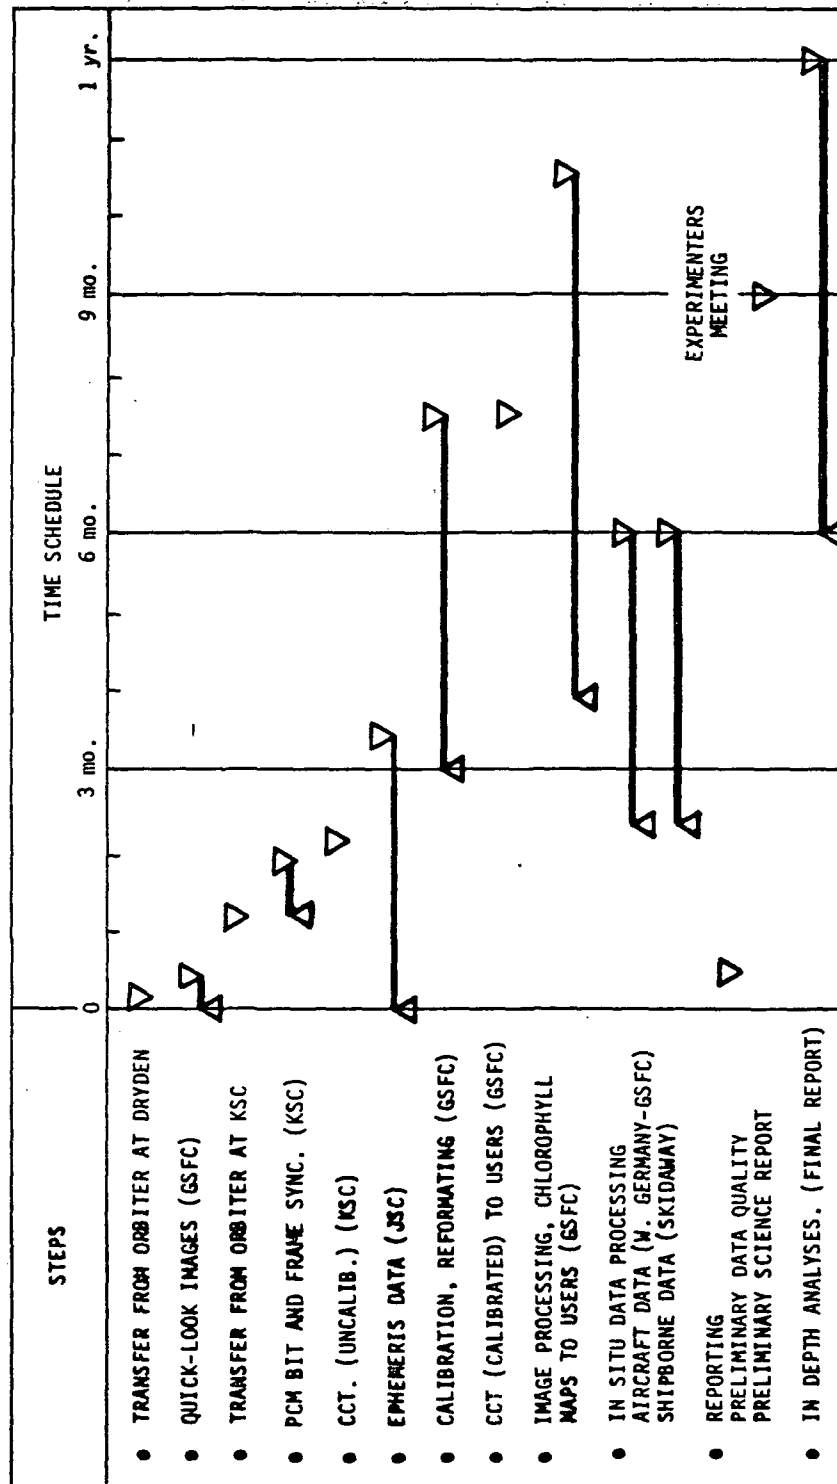 STEPS
TIME SCHEDULE
0
3 mo.
6 mo.
9 mo.
1 yr.
● TRANSFER FROM ORBITER AT DRYDEN
● QUICK-LOOK IMAGES (GSFC)
● TRANSFER FROM ORBITER AT KSC
● PCM BIT AND FRAME SYNC. (KSC)
● CCT. (UNCALIB.) (KSC)
● EPHEMERIS DATA (JSC)
● CALIBRATION, REFORMATING (GSFC)
● CCT (CALIBRATED) TO USERS (GSFC)
● IMAGE PROCESSING, CHLOROPHYLL
MAPS TO USERS (GSFC)
● IN SITU DATA PROCESSING
AIRCRAFT DATA (W. GERMANY-GSFC)
SHIPBORNE DATA (SKIDAWAY)
● REPORTING
PRELIMINARY DATA QUALITY
PRELIMINARY SCIENCE REPORT
EXPERIMENTERS
MEETING
● IN DEPTH ANALYSES. (FINAL REPORT)